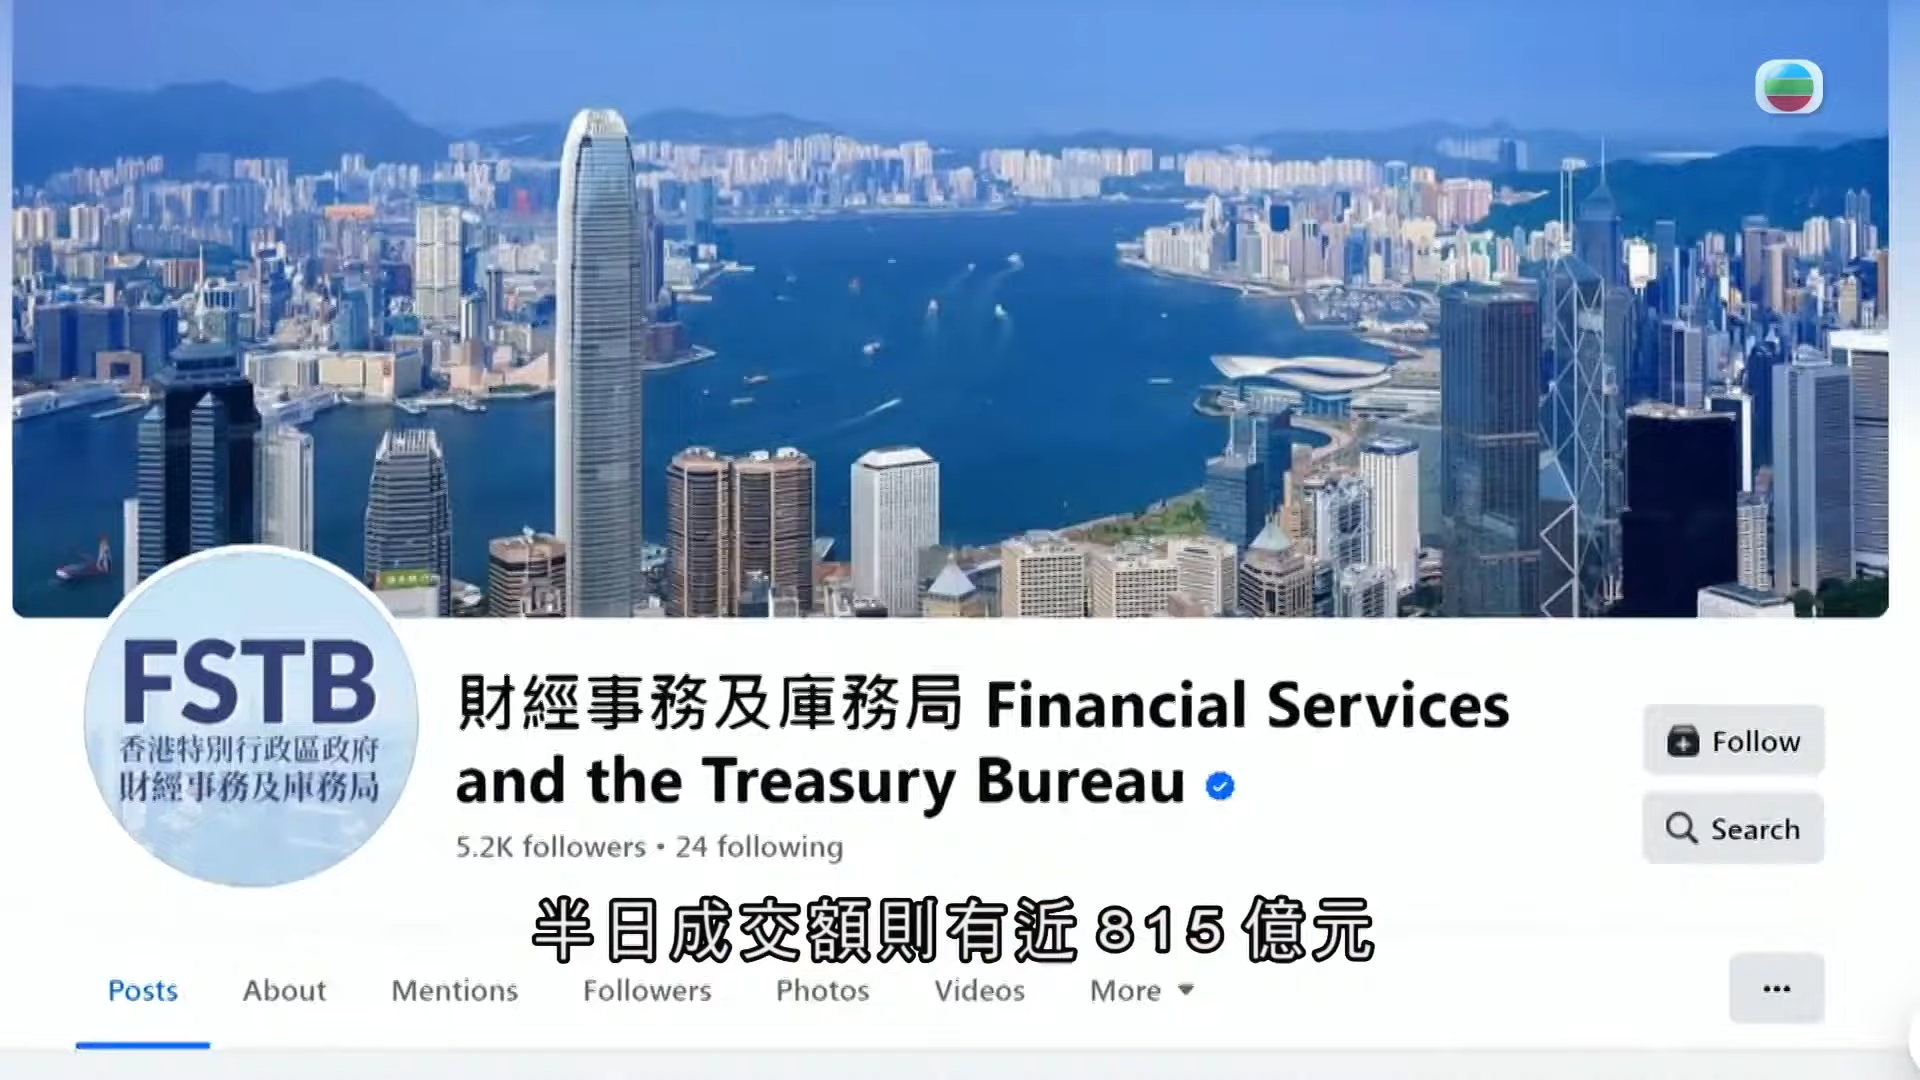 FSTB
香港特別行政區政府
財經事務及庫務局
財經事務及庫務局 Financial Services
and the Treasury Bureau
5.2K followers • 24 following
Follow
Search
半日成交額則有近815億元
Posts
About
Mentions
Followers
Photos
Videos
More